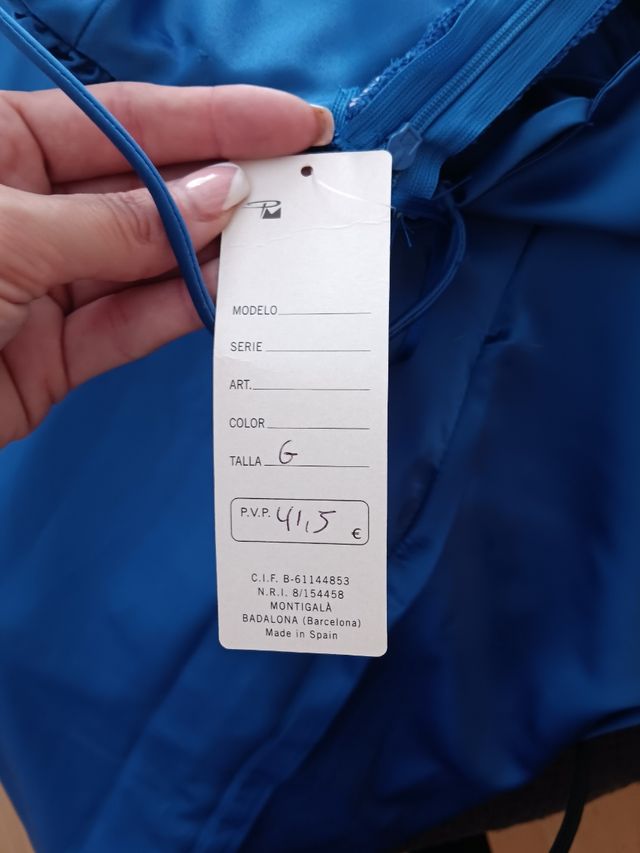 PM
MODELO
SERIE
ART.
COLOR
TALLA G
P.V.P. 41,5 €
C.I.F. B-61144853
N.R.I. 8/154458
MONTIGALÀ
BADALONA (Barcelona)
Made in Spain